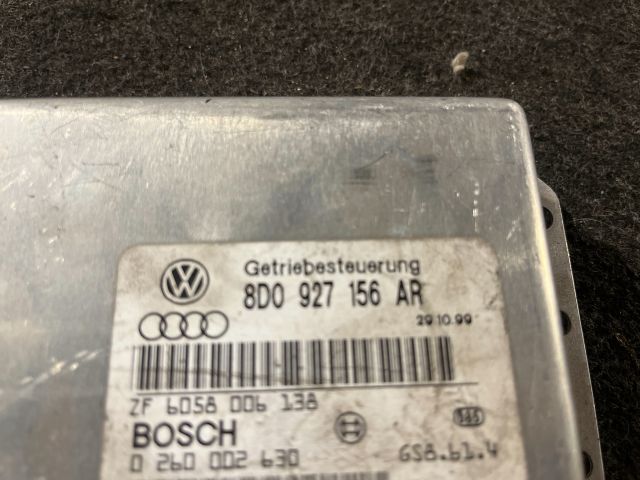 Getriebesteuerung
8D0 927 156 AR
29.10.99
ZF 6058 006 138
BOSCH
0 260 002 630 GS8.61.4